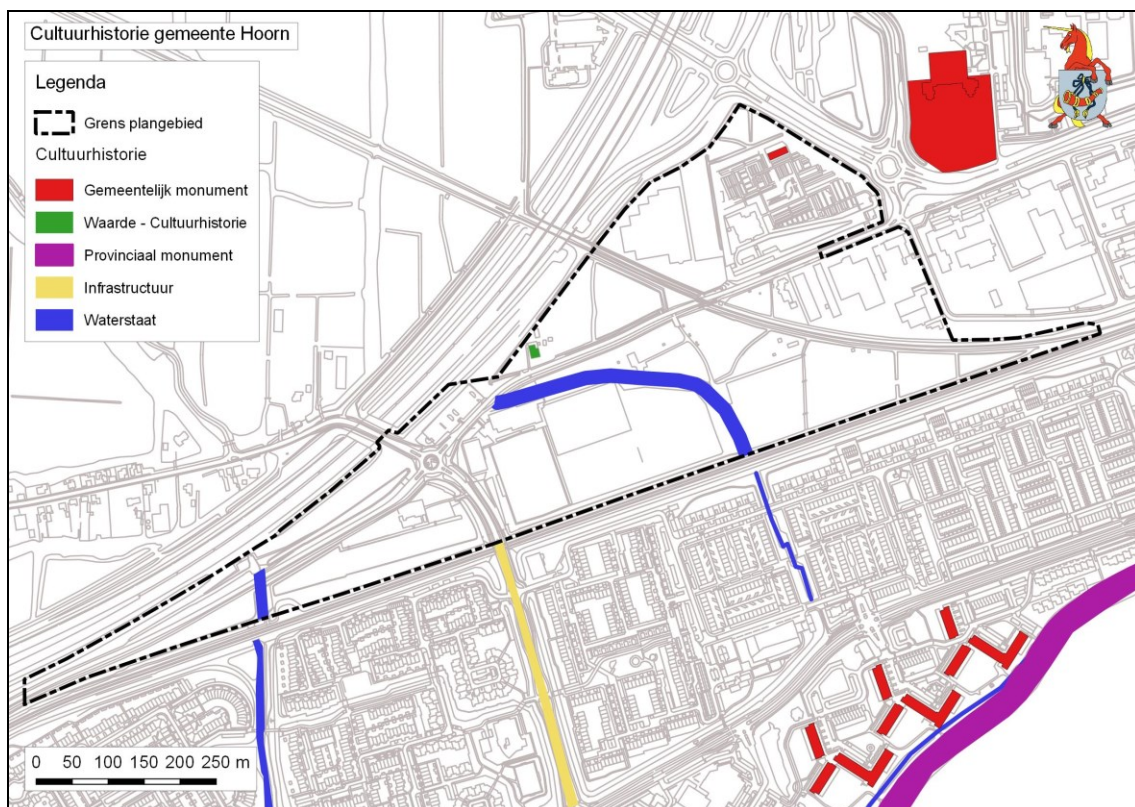 Cultuurhistorie gemeente Hoorn
Legenda
Grens plangebied
Cultuurhistorie
Gemeentelijk monument
Waarde - Cultuurhistorie
Provinciaal monument
Infrastructuur
Waterstaat
0 50 100 150 200 250 m